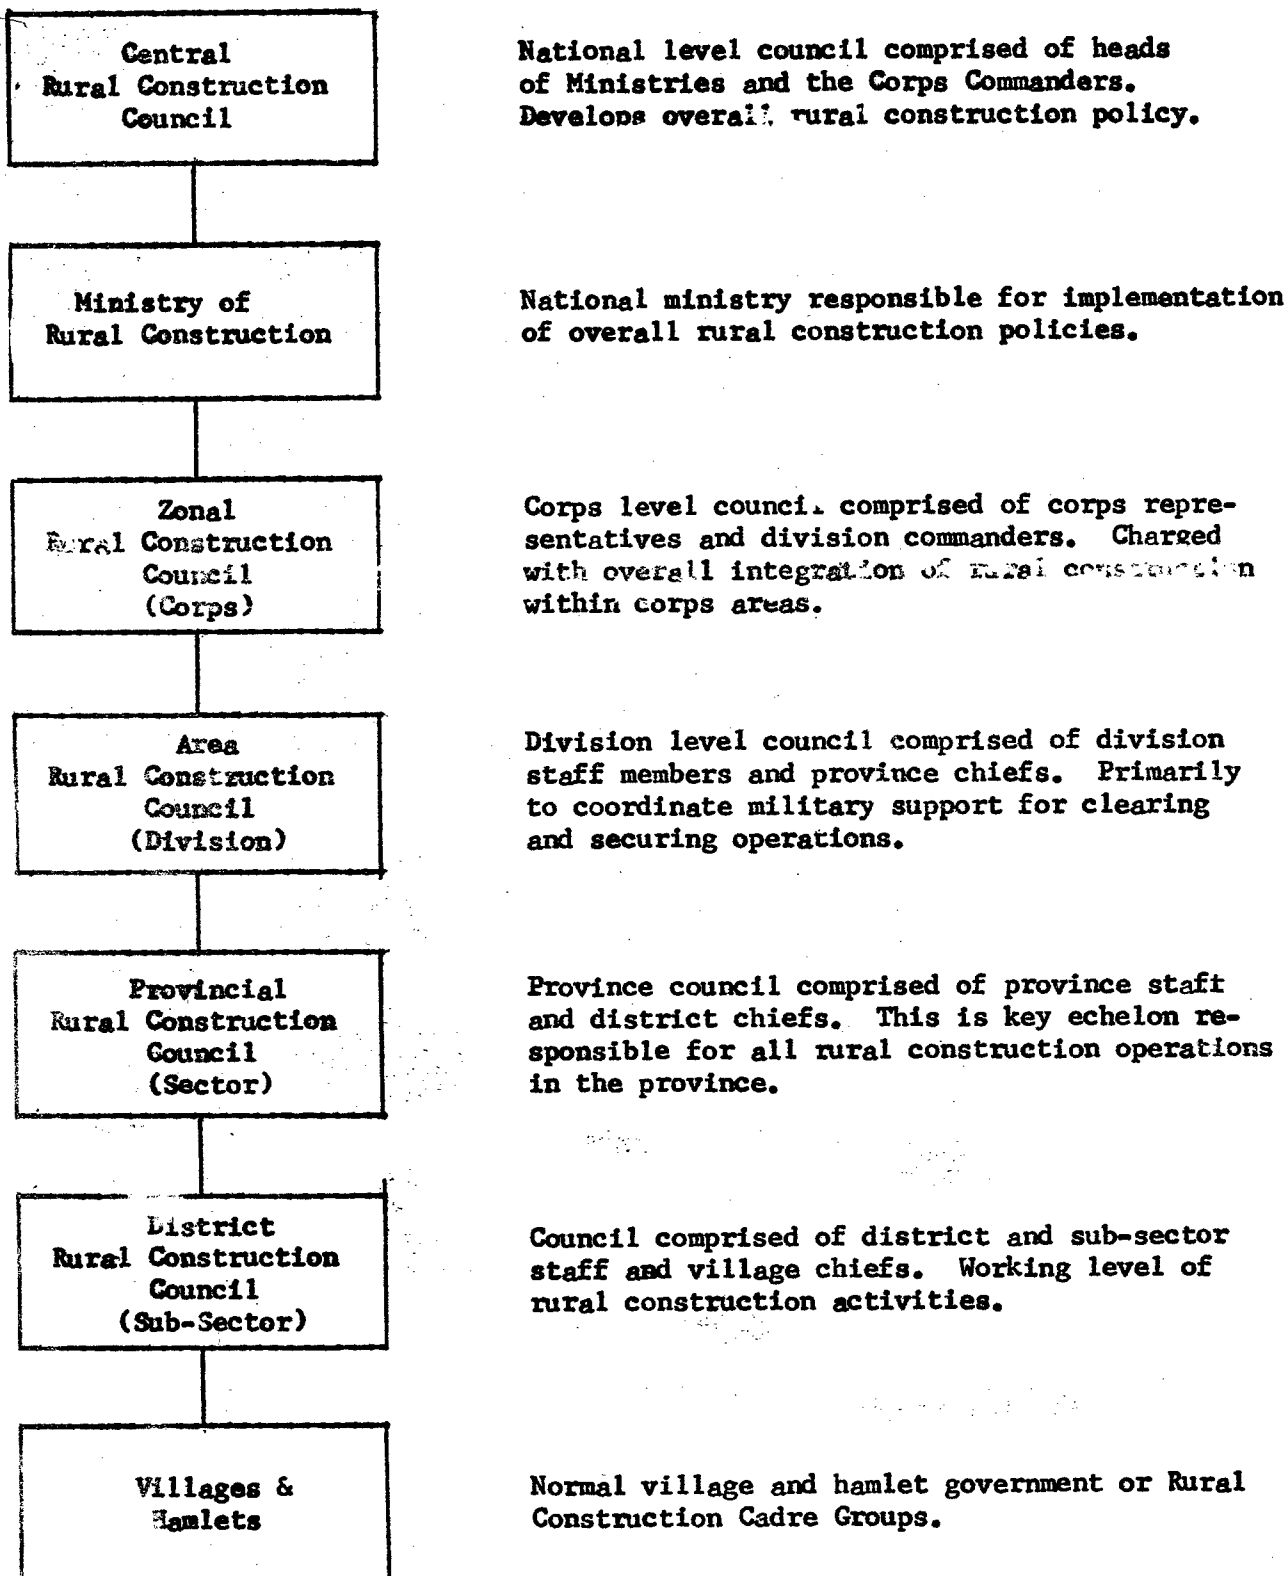 Central
Rural Construction
Council
National level council comprised of heads
of Ministries and the Corps Commanders.
Develops overall rural construction policy.
Ministry of
Rural Construction
National ministry responsible for implementation
of overall rural construction policies.
Zonal
Rural Construction
Council
(Corps)
Corps level council comprised of corps repre-
sentatives and division commanders. Charged
with overall integration of rural construction
within corps areas.
Area
Rural Construction
Council
(Division)
Division level council comprised of division
staff members and province chiefs. Primarily
to coordinate military support for clearing
and securing operations.
Provincial
Rural Construction
Council
(Sector)
Province council comprised of province staff
and district chiefs. This is key echelon re-
sponsible for all rural construction operations
in the province.
District
Rural Construction
Council
(Sub-Sector)
Council comprised of district and sub-sector
staff and village chiefs. Working level of
rural construction activities.
Villages &
Hamlets
Normal village and hamlet government or Rural
Construction Cadre Groups.